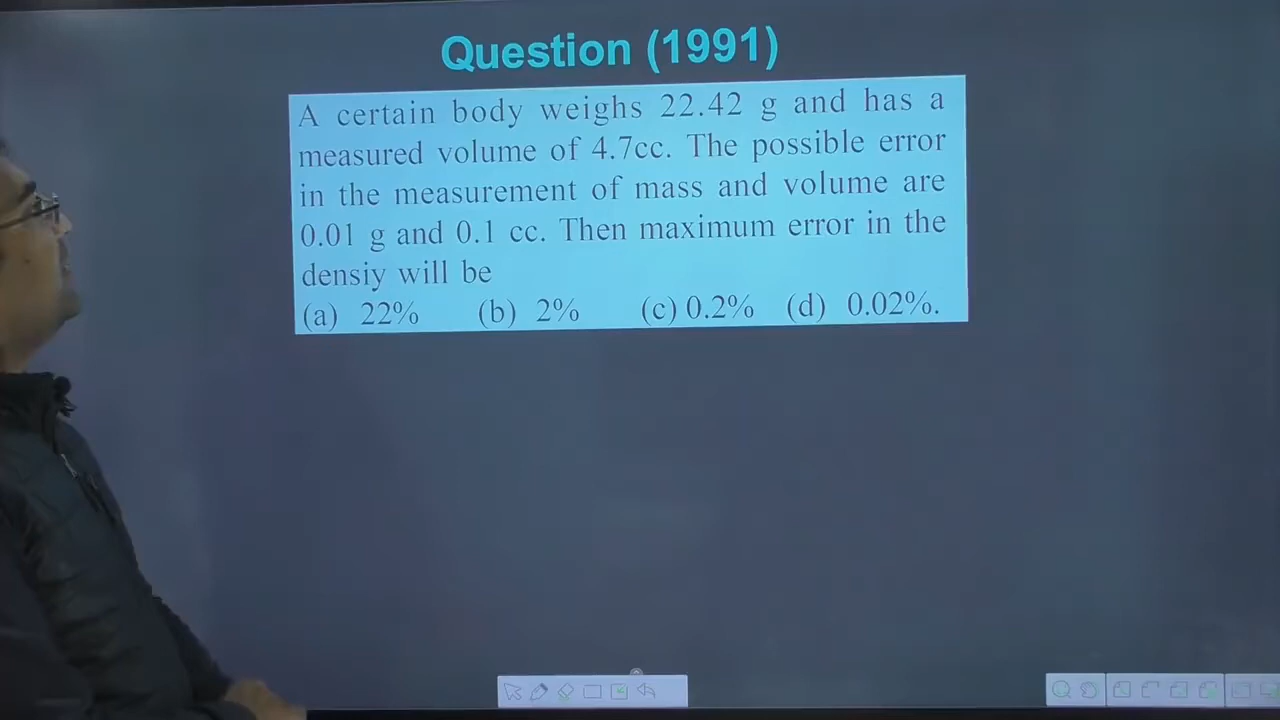 Question (1991)
A certain body weighs 22.42 g and has a
measured volume of 4.7cc. The possible error
in the measurement of mass and volume are
0.01 g and 0.1 cc. Then maximum error in the
densiy will be
(a) 22% (b) 2% (c) 0.2% (d) 0.02%.